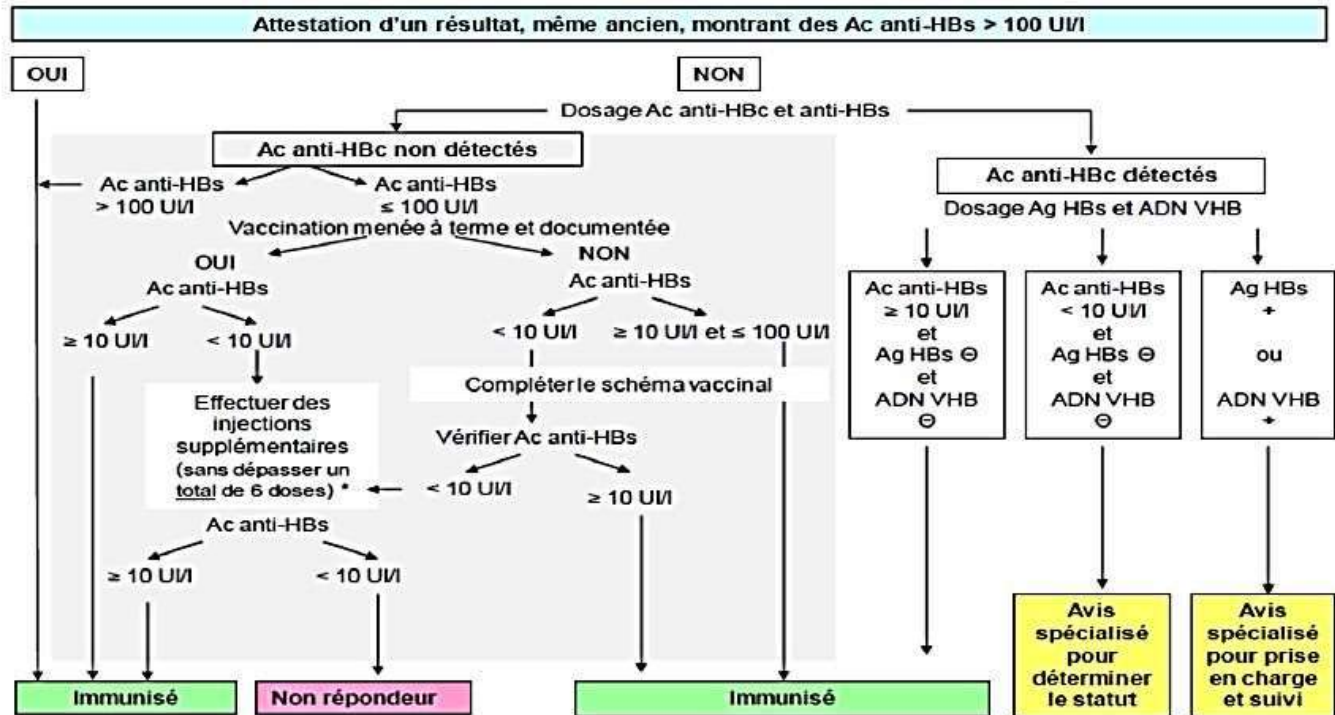 Attestation d'un résultat, même ancien, montrant des Ac anti-HBs > 100 UI/l
OUI
NON
Dosage Ac anti-HBc et anti-HBs
Ac anti-HBc non détectés
Ac anti-HBs
> 100 UI/l
Ac anti-HBs
≤ 100 UI/l
Vaccination menée à terme et documentée
OUI
Ac anti-HBs
≥ 10 UI/l
< 10 UI/l
Effectuer des
injections
supplémentaires
(sans dépasser un
total de 6 doses) *
Ac anti-HBs
≥ 10 UI/l
< 10 UI/l
NON
Ac anti-HBs
< 10 UI/l
≥ 10 UI/l et ≤ 100 UI/l
Compléter le schéma vaccinal
Vérifier Ac anti-HBs
< 10 UI/l
≥ 10 UI/l
Ac anti-HBc détectés
Dosage Ag HBs et ADN VHB
Ac anti-HBs
≥ 10 UI/l
et
Ag HBs ⊖
et
ADN VHB
⊖
Ac anti-HBs
< 10 UI/l
et
Ag HBs ⊖
et
ADN VHB
⊖
Ag HBs
+
ou
ADN VHB
+
Immunisé
Non répondeur
Immunisé
Avis
spécialisé
pour
déterminer
le statut
Avis
spécialisé
pour prise
en charge
et suivi